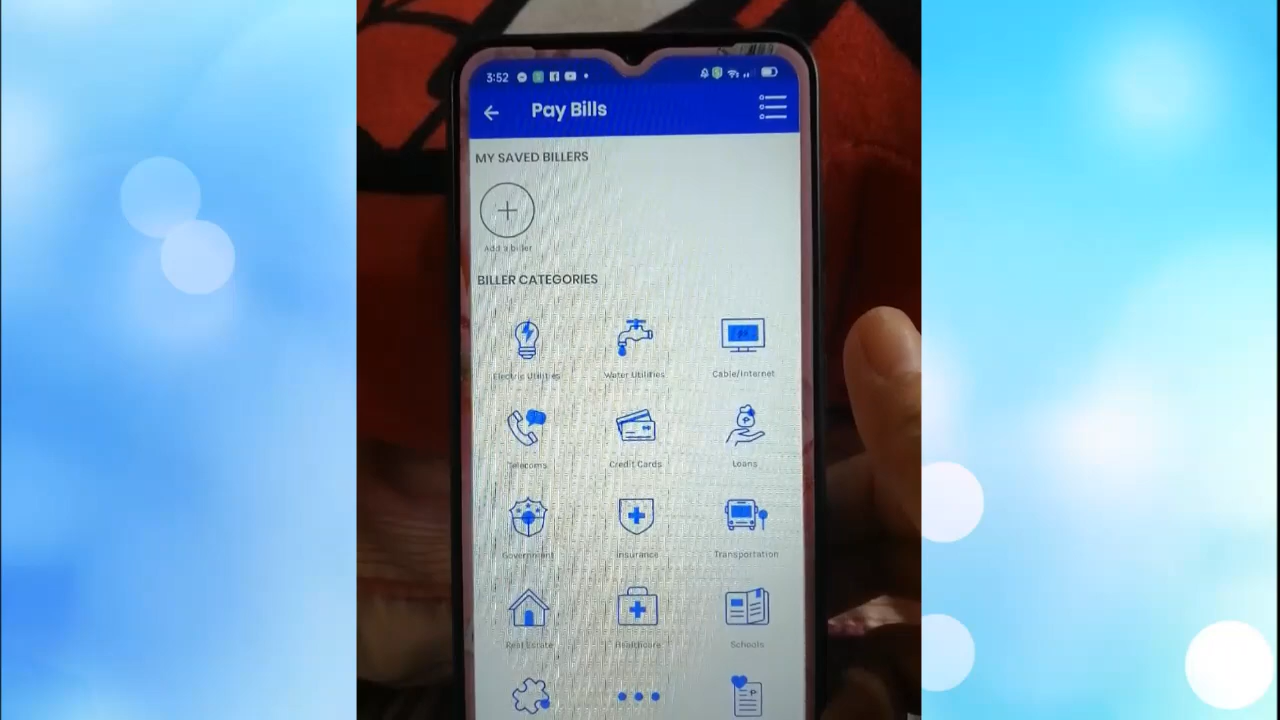 3:52
Pay Bills
MY SAVED BILLERS
Add a biller
BILLER CATEGORIES
Electric Utilities
Water Utilities
Cable/Internet
Telecoms
Credit Cards
Loans
Government
Insurance
Transportation
Real Estate
Healthcare
Schools